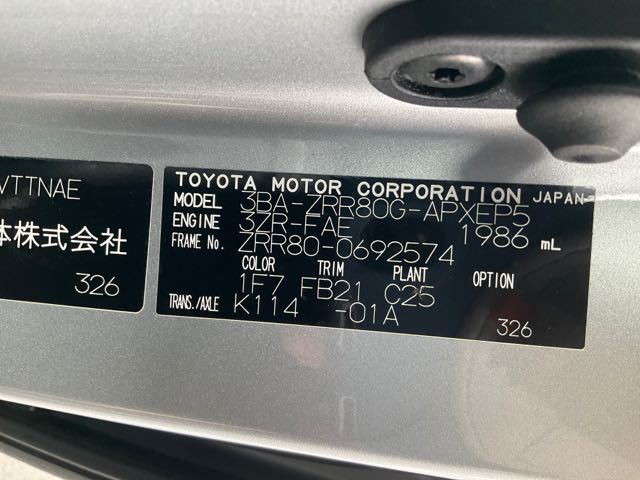 VTTNAE
体株式会社
326
TOYOTA MOTOR CORPORATION JAPAN
MODEL 3BA-ZRR80G-APXEP5
ENGINE 3ZR-FAE 1986 mL
FRAME No. ZRR80-0692574
COLOR TRIM PLANT OPTION
1F7 FB21 C25
TRANS./AXLE K114 -01A
326